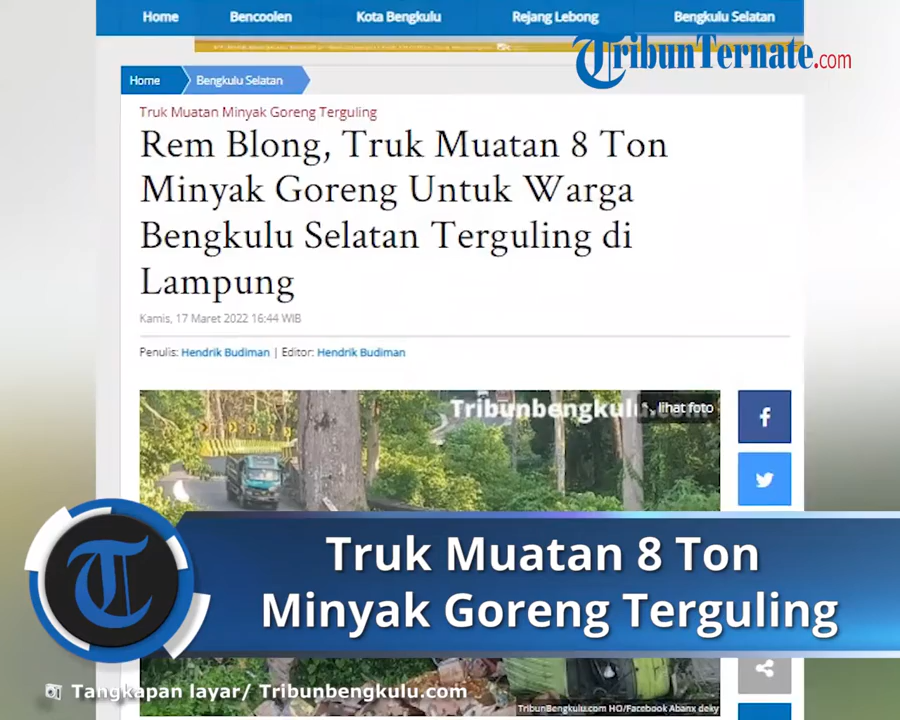 Home Bencoolen Kota Bengkulu Rejang Lebong Bengkulu Selatan
TribunTernate.com
Home Bengkulu Selatan
Truk Muatan Minyak Goreng Terguling
Rem Blong, Truk Muatan 8 Ton
Minyak Goreng Untuk Warga
Bengkulu Selatan Terguling di
Lampung
Kamis, 17 Maret 2022 16:44 WIB
Penulis: Hendrik Budiman | Editor: Hendrik Budiman
Tribunbengkulu.com
lihat foto
Truk Muatan 8 Ton
Minyak Goreng Terguling
Tangkapan layar/ Tribunbengkulu.com
TribunBengkulu.com HO/Facebook Abanx deky